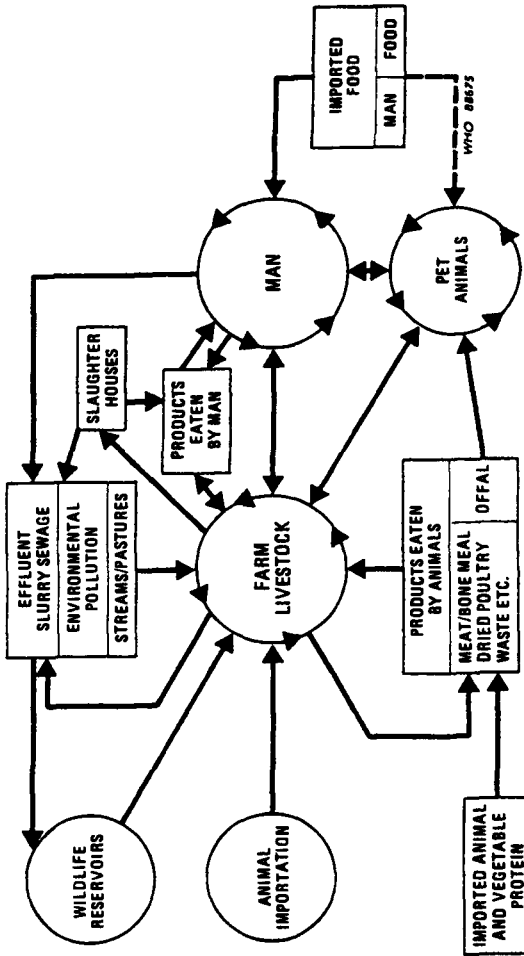 WILDLIFE
RESERVOIRS
EFFLUENT
SLURRY SEWAGE
ENVIRONMENTAL
POLLUTION
STREAMS/PASTURES
SLAUGHTER
HOUSES
PRODUCTS
EATEN
BY MAN
ANIMAL
IMPORTATION
FARM
LIVESTOCK
MAN
IMPORTED
FOOD
MAN
FOOD
IMPORTED ANIMAL
AND VEGETABLE
PROTEIN
PRODUCTS EATEN
BY ANIMALS
MEAT/BONE MEAL
DRIED POULTRY
WASTE ETC.
OFFAL
PET
ANIMALS
WHO 88675